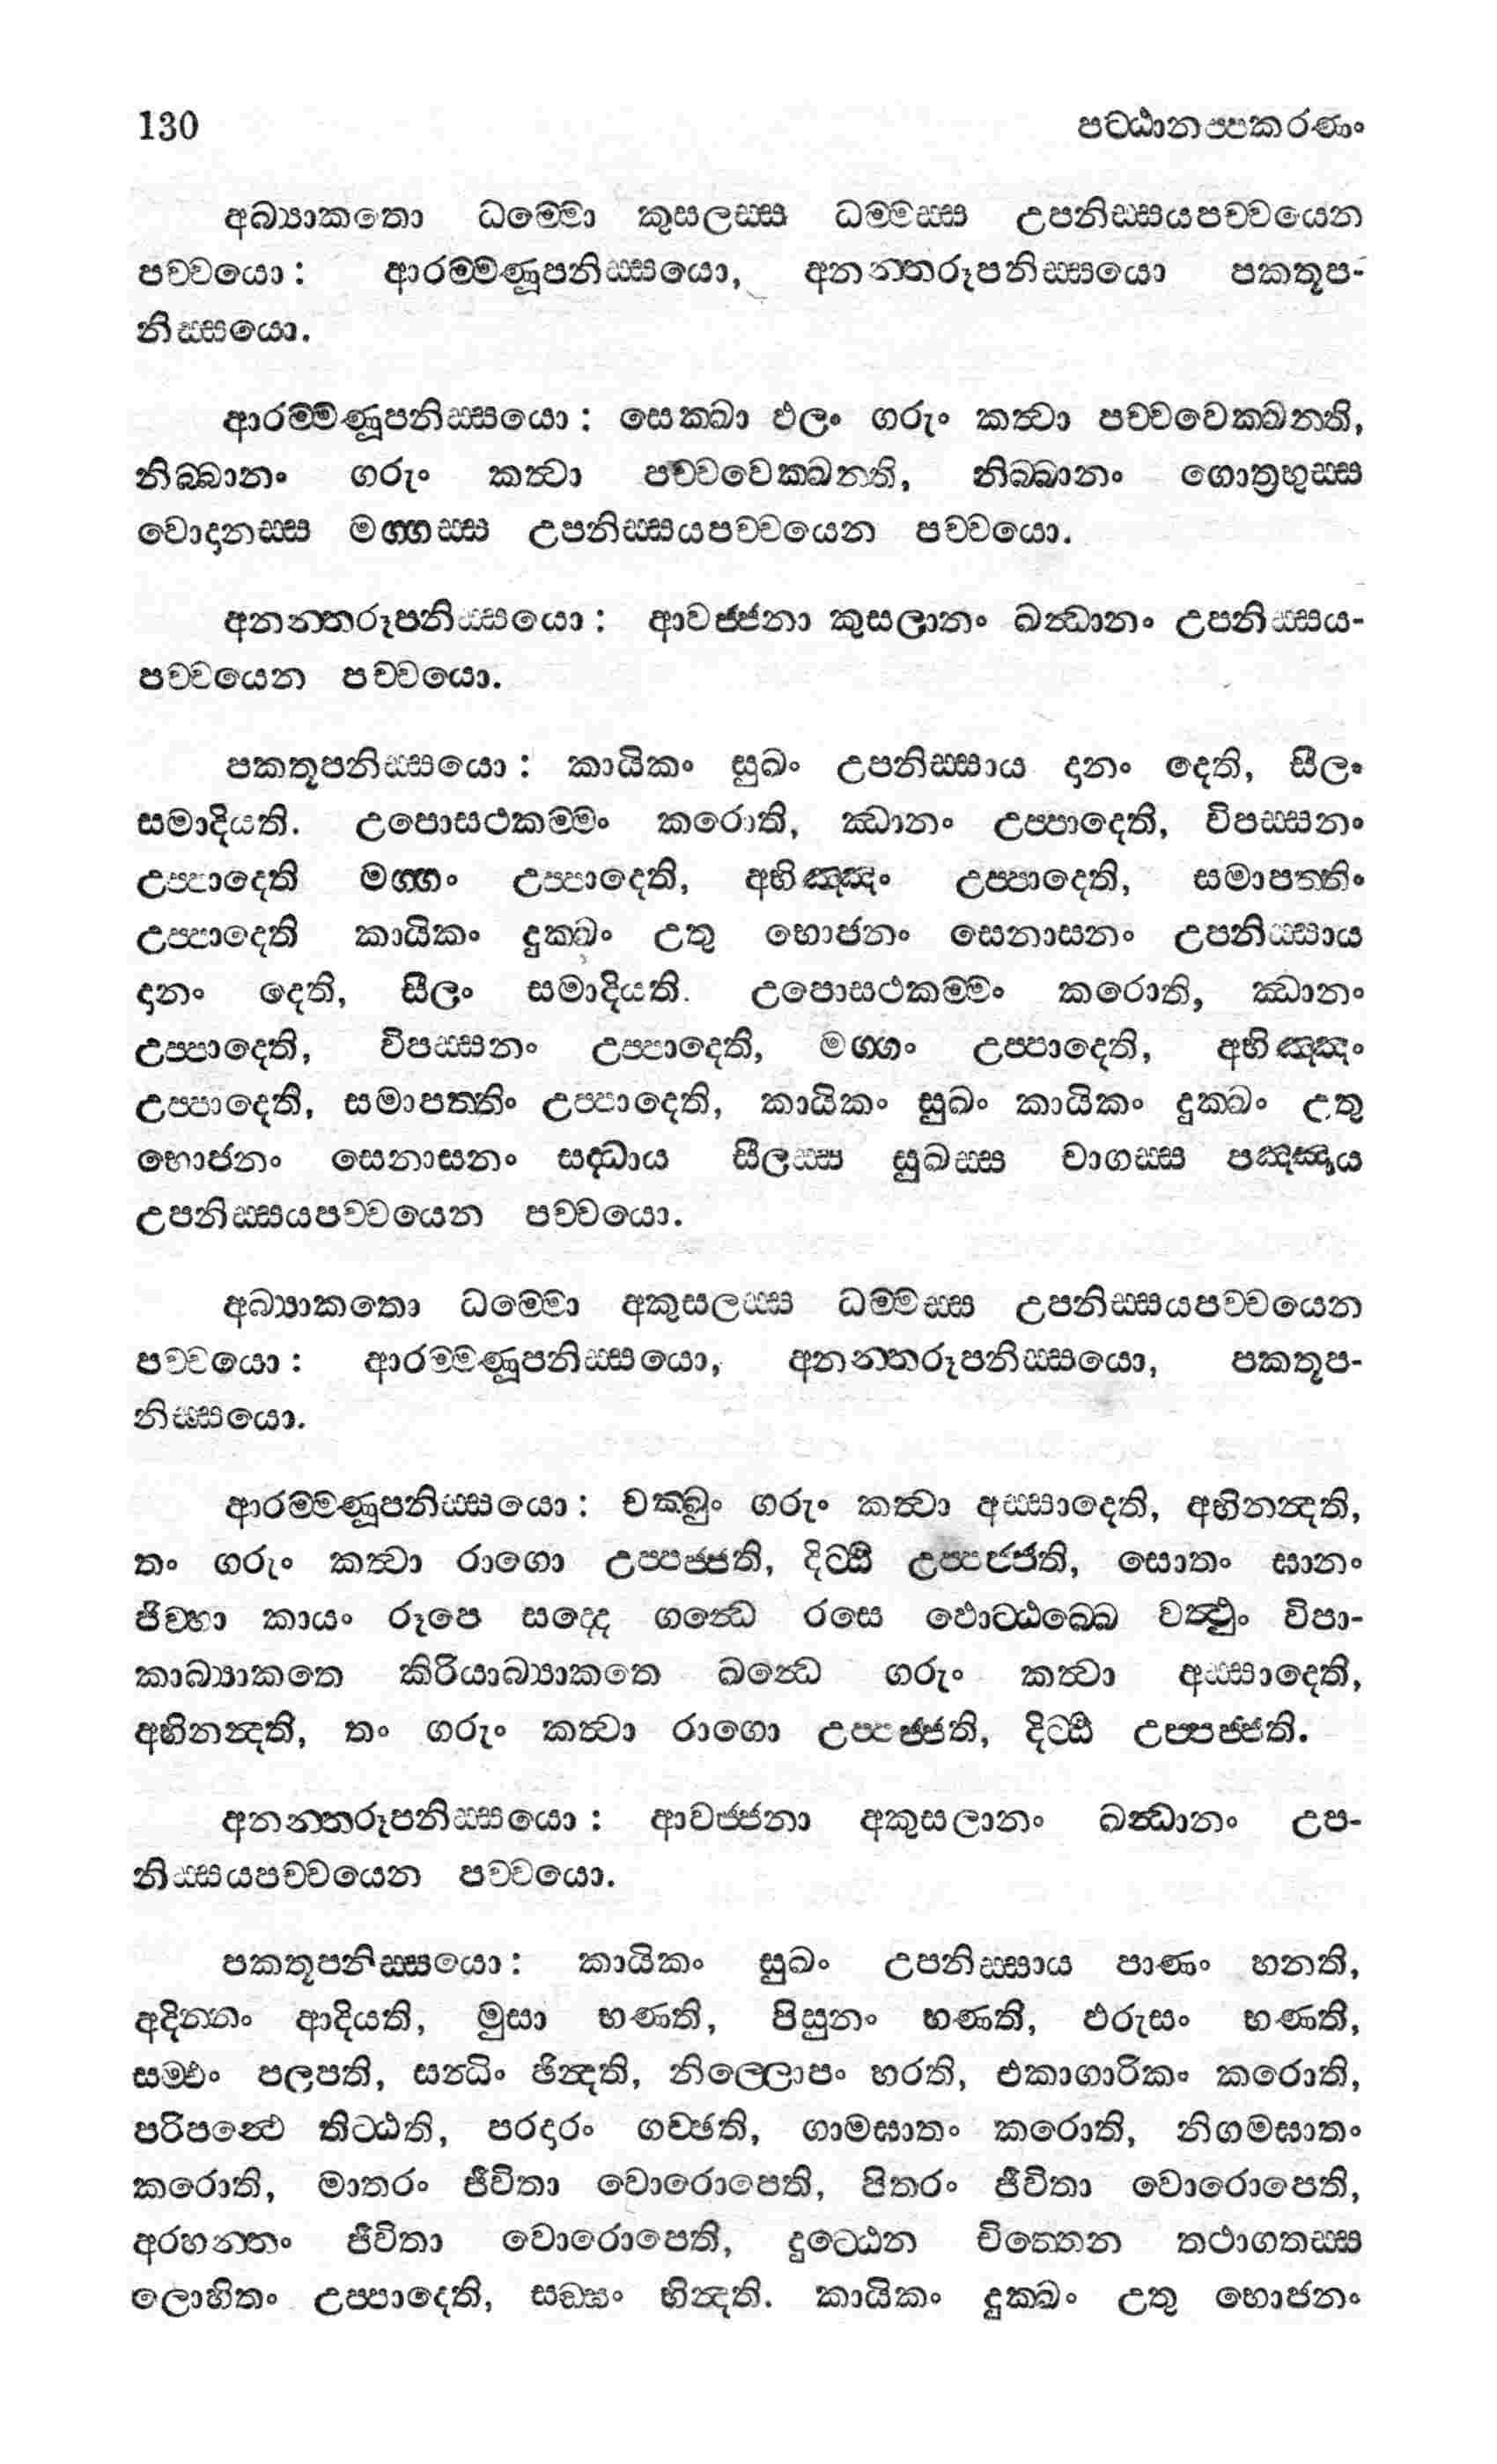 130 පට්ඨානප්පකරණං
අබ්‍යාකතො ධම්මො කුසලස්ස ධම්මස්ස උපනිස්සයපච්චයෙන
පච්චයො: ආරම්මණූපනිස්සයො, අනන්තරූපනිස්සයො පකතූප-
නිස්සයො.
ආරම්මණූපනිස්සයො: සෙක්ඛා ඵලං ගරුං කත්වා පච්චවෙක්ඛන්ති,
නිබ්බානං ගරුං කත්වා පච්චවෙක්ඛන්ති, නිබ්බානං ගොත්‍රභුස්ස
වොදානස්ස මග්ගස්ස උපනිස්සයපච්චයෙන පච්චයො.
අනන්තරූපනිස්සයො: ආවජ්ජනා කුසලානං ඛන්ධානං උපනිස්සය-
පච්චයෙන පච්චයො.
පකතූපනිස්සයො: කායිකං සුඛං උපනිස්සාය දානං දෙති, සීලං
සමාදියති. උපොසථකම්මං කරොති, ඣානං උප්පාදෙති, විපස්සනං
උප්පාදෙති මග්ගං උප්පාදෙති, අභිඤ්ඤං උප්පාදෙති, සමාපත්තිං
උප්පාදෙති කායිකං දුක්ඛං උතු භොජනං සෙනාසනං උපනිස්සාය
දානං දෙති, සීලං සමාදියති. උපොසථකම්මං කරොති, ඣානං
උප්පාදෙති, විපස්සනං උප්පාදෙති, මග්ගං උප්පාදෙති, අභිඤ්ඤං
උප්පාදෙති, සමාපත්තිං උප්පාදෙති, කායිකං සුඛං කායිකං දුක්ඛං උතු
භොජනං සෙනාසනං සද්ධාය සීලස්ස සුඛස්ස චාගස්ස පඤ්ඤාය
උපනිස්සයපච්චයෙන පච්චයො.
අබ්‍යාකතො ධම්මො අකුසලස්ස ධම්මස්ස උපනිස්සයපච්චයෙන
පච්චයො: ආරම්මණූපනිස්සයො, අනන්තරූපනිස්සයො, පකතූප-
නිස්සයො.
ආරම්මණූපනිස්සයො: චක්ඛුං ගරුං කත්වා අස්සාදෙති, අභිනන්දති,
තං ගරුං කත්වා රාගො උප්පජ්ජති, දිට්ඨි උප්පජ්ජති, සොතං ඝානං
ජිව්හා කායං රූපෙ සද්දෙ ගන්ධෙ රසෙ ඵොට්ඨබ්බෙ වත්ථුං විපා-
කාබ්‍යාකතෙ කිරියාබ්‍යාකතෙ ඛන්ධෙ ගරුං කත්වා අස්සාදෙති,
අභිනන්දති, තං ගරුං කත්වා රාගො උප්පජ්ජති, දිට්ඨි උප්පජ්ජති.
අනන්තරූපනිස්සයො: ආවජ්ජනා අකුසලානං ඛන්ධානං උප-
නිස්සයපච්චයෙන පච්චයො.
පකතූපනිස්සයො: කායිකං සුඛං උපනිස්සාය පාණං හනති,
අදින්නං ආදියති, මුසා භණති, පිසුනං භණති, ඵරුසං භණති,
සම්ඵං පලපති, සන්ධිං ඡින්දති, නිල්ලොපං හරති, එකාගාරිකං කරොති,
පරිපන්ථෙ තිට්ඨති, පරදාරං ගච්ඡති, ගාමඝාතං කරොති, නිගමඝාතං
කරොති, මාතරං ජීවිතා වොරොපෙති, පිතරං ජීවිතා වොරොපෙති,
අරහන්තං ජීවිතා වොරොපෙති, දුට්ඨෙන චිත්තෙන තථාගතස්ස
ලොහිතං උප්පාදෙති, සඞ්ඝං භින්දති. කායිකං දුක්ඛං උතු භොජනං